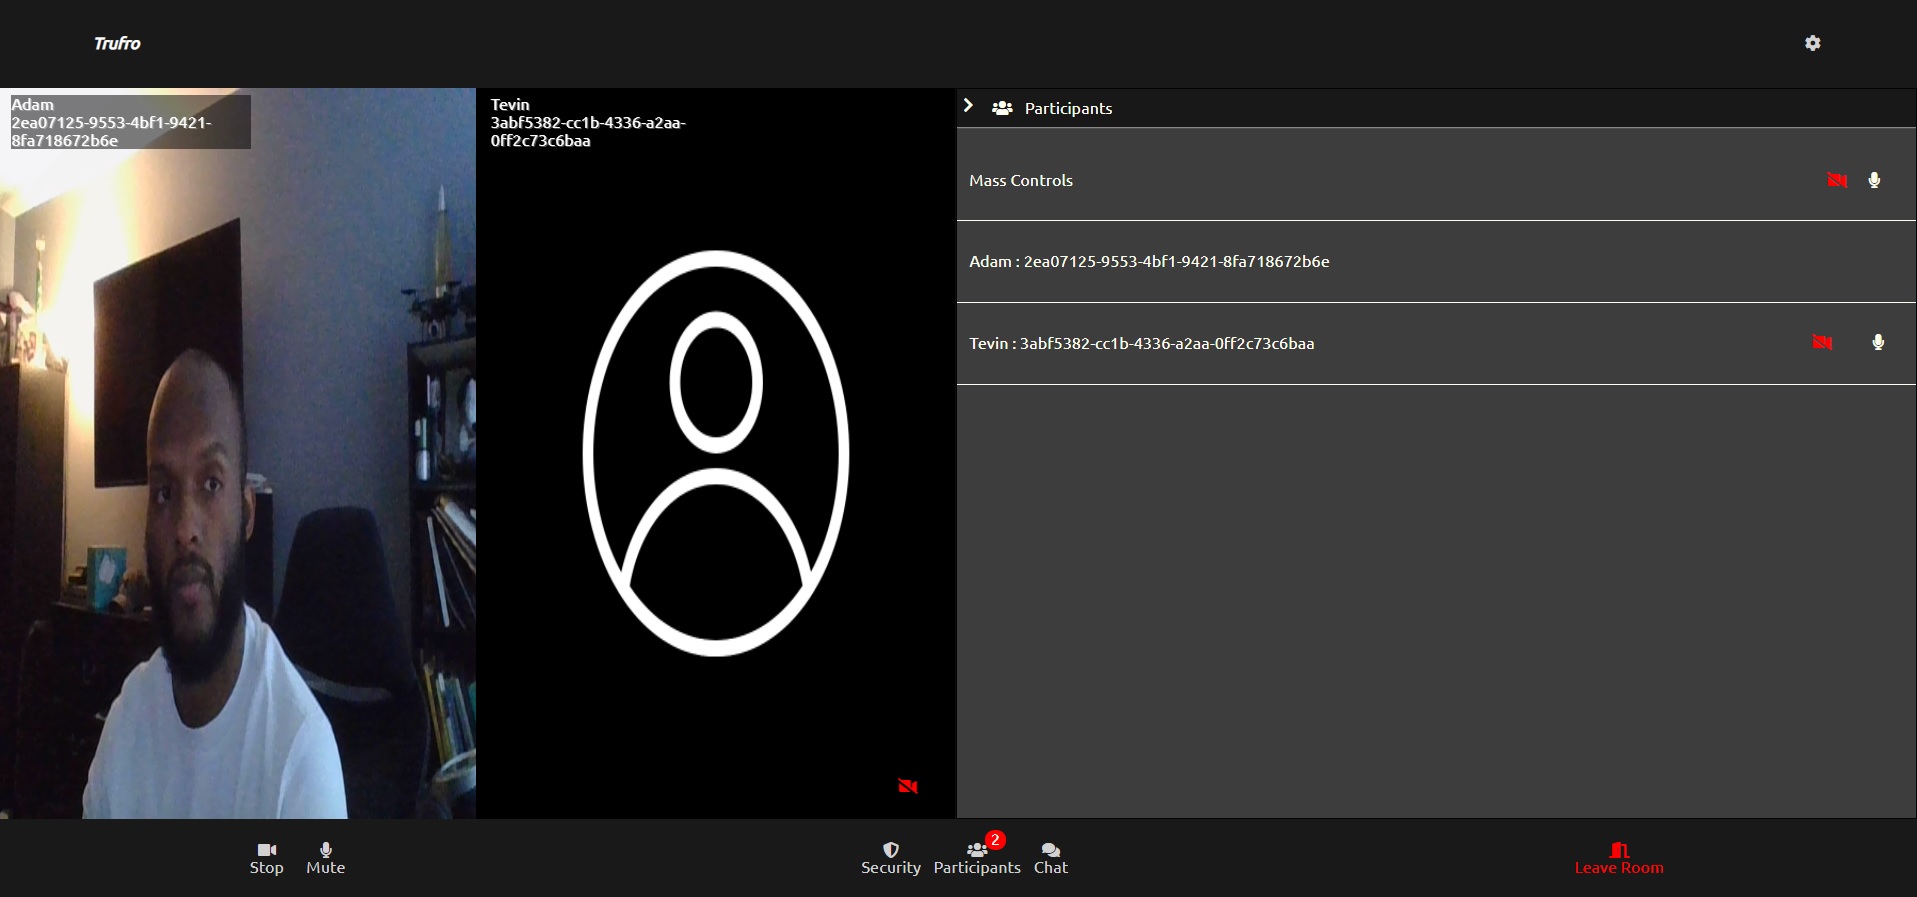 Trufro
Adam
2ea07125-9553-4bf1-9421-
8fa718672b6e
Tevin
3abf5382-cc1b-4336-a2aa-
0ff2c73c6baa
Participants
Mass Controls
Adam : 2ea07125-9553-4bf1-9421-8fa718672b6e
Tevin : 3abf5382-cc1b-4336-a2aa-0ff2c73c6baa
Stop
Mute
Security
Participants
2
Chat
Leave Room